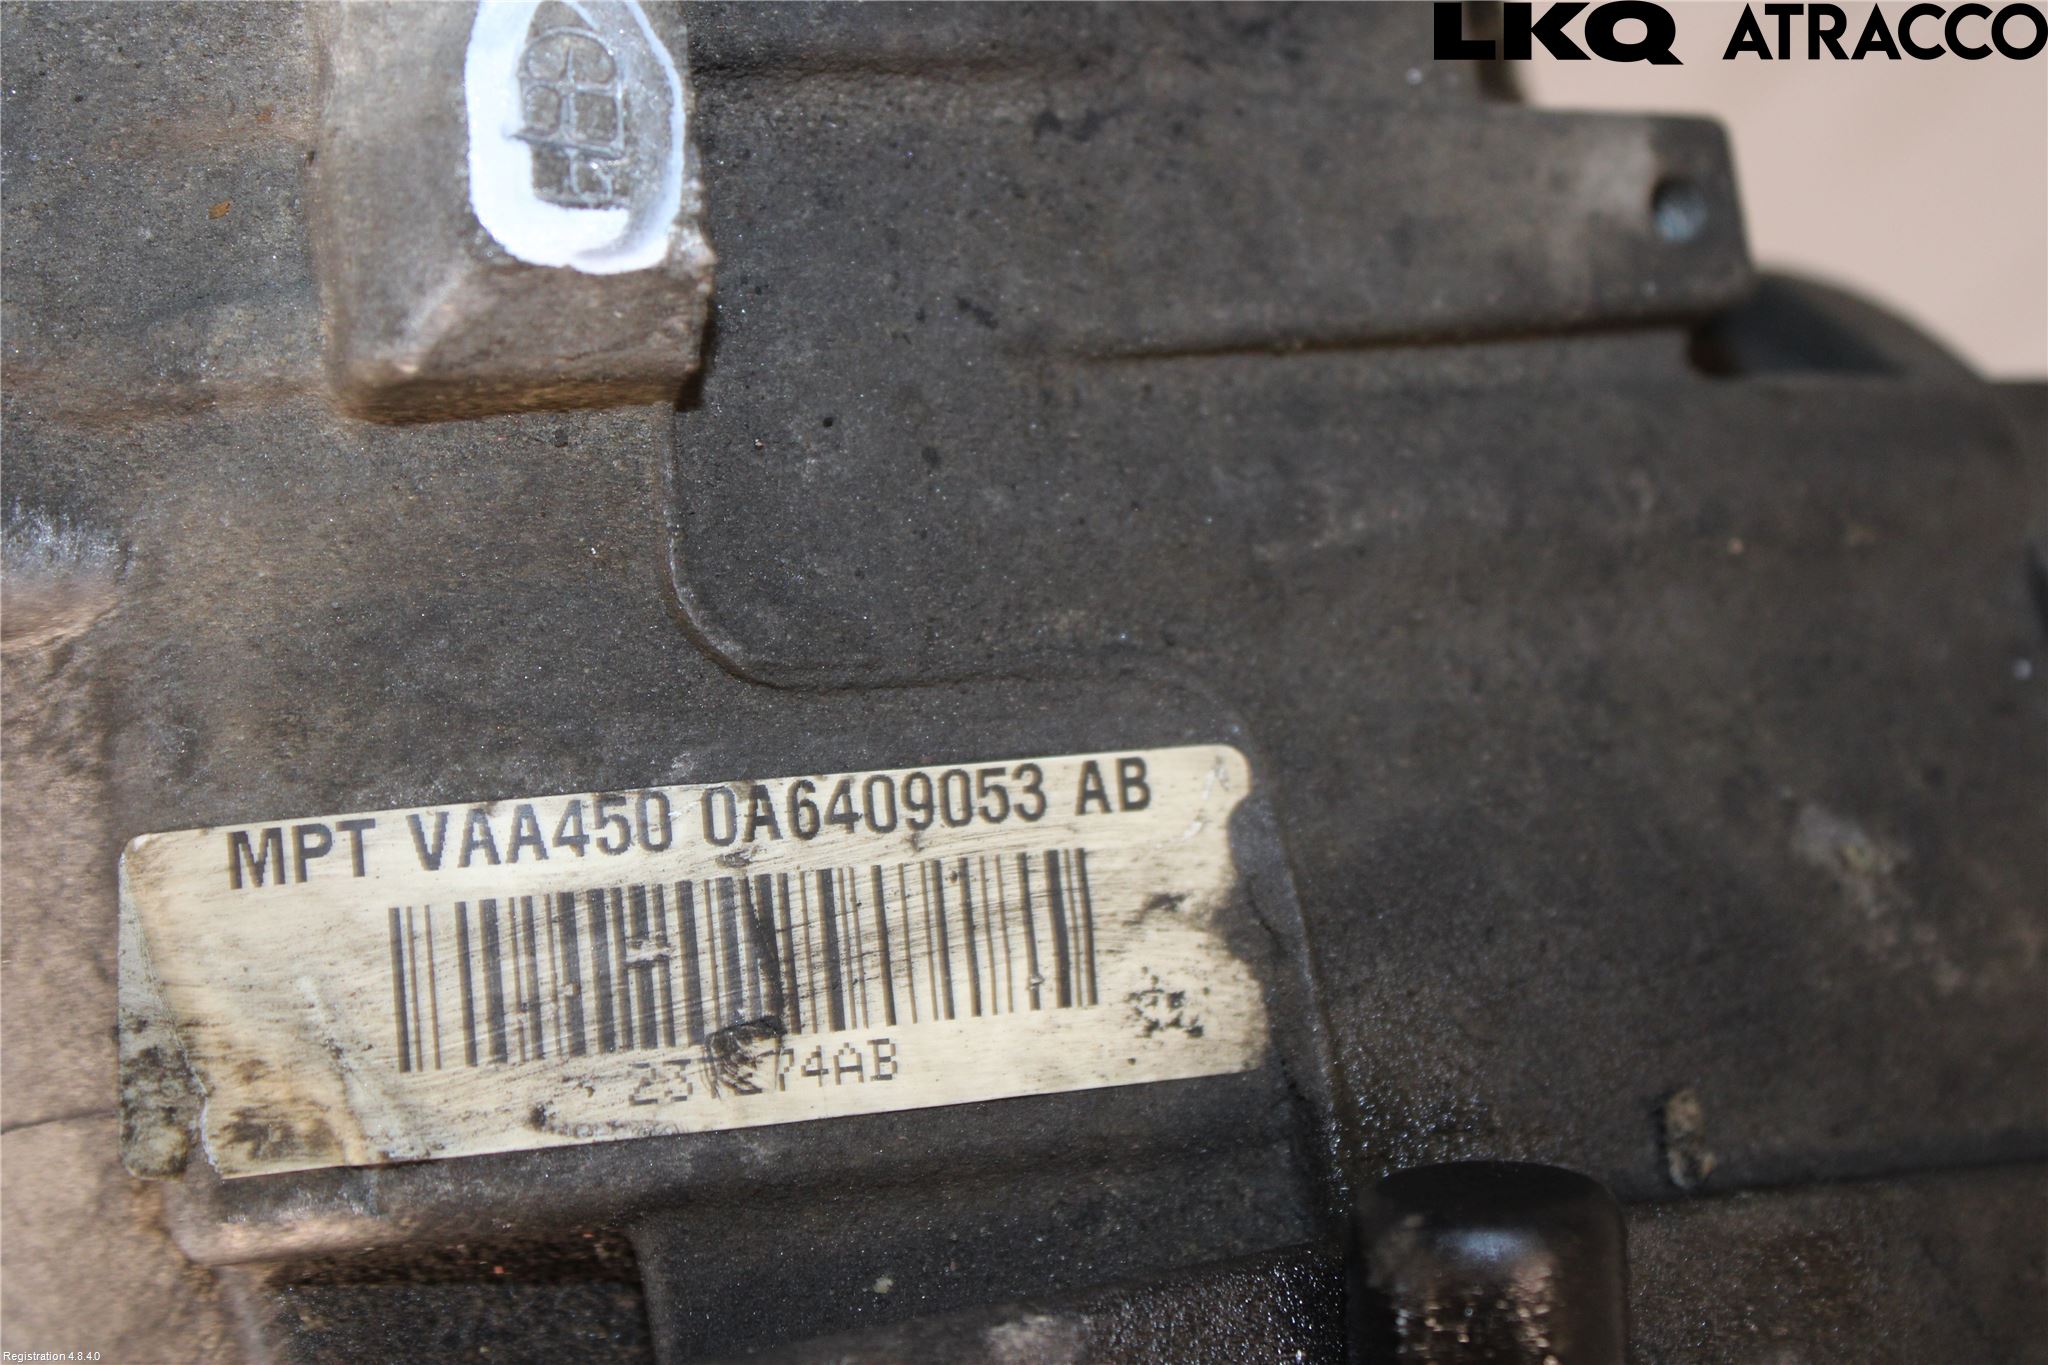 LKQ ATRACCO
MPT VAA450 0A6409053 AB
Registration 4.8.4.0